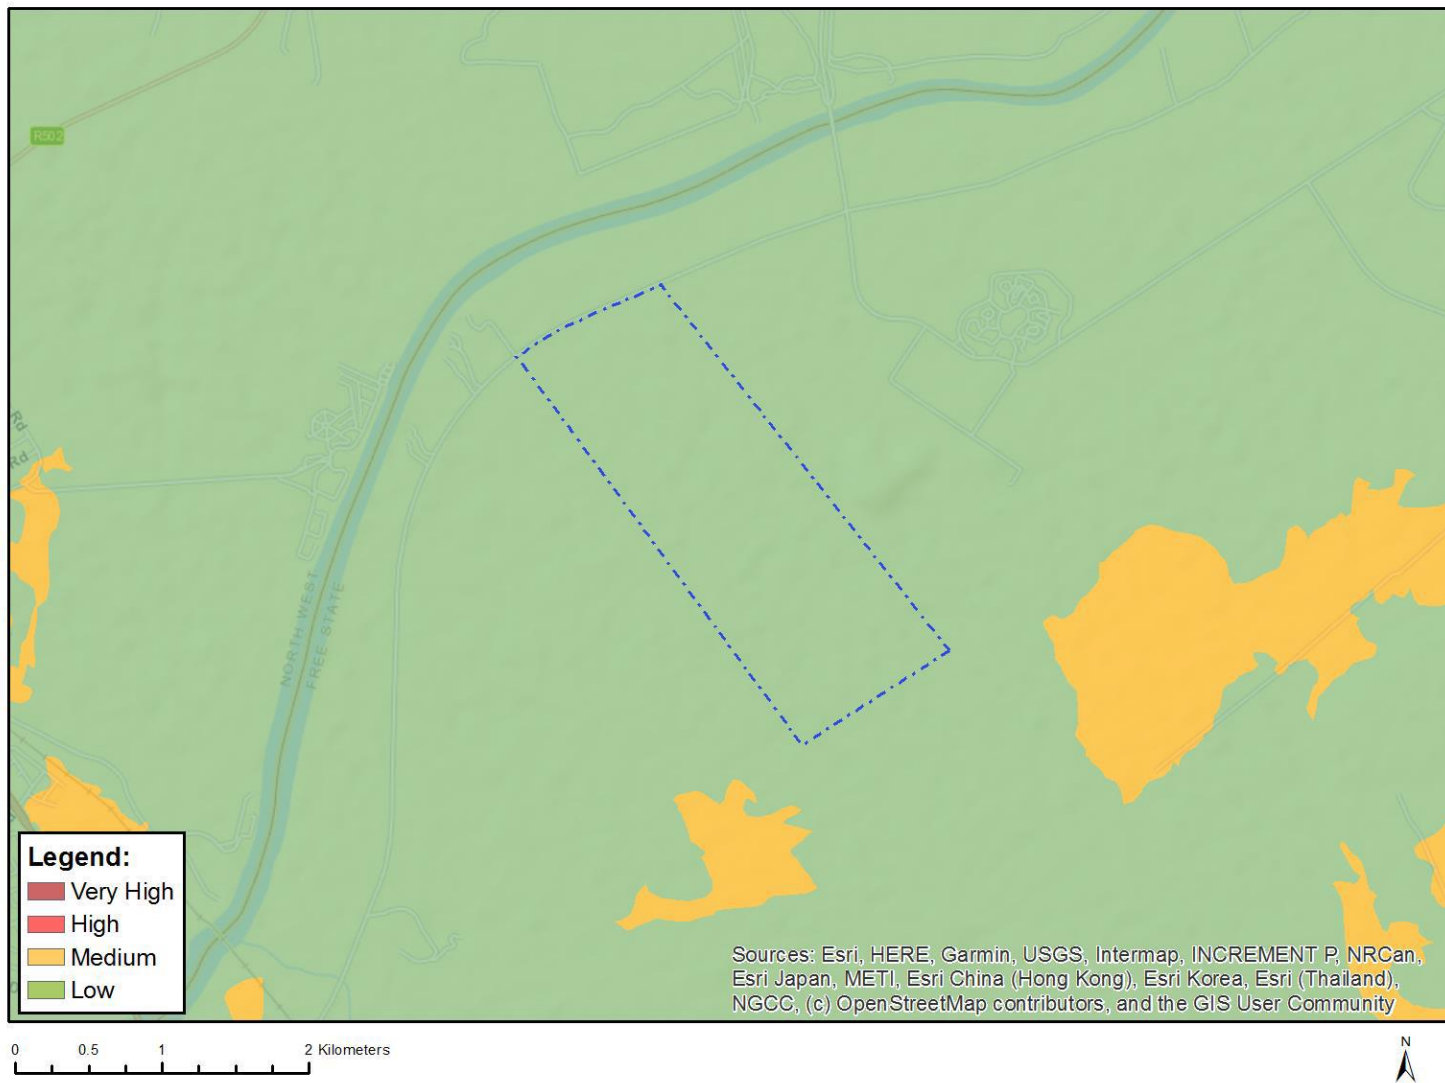 R502
Rd
Rd
NORTH WEST
FREE STATE
Legend:
Very High
High
Medium
Low
Sources: Esri, HERE, Garmin, USGS, Intermap, INCREMENT P, NRCan,
Esri Japan, METI, Esri China (Hong Kong), Esri Korea, Esri (Thailand),
NGCC, (c) OpenStreetMap contributors, and the GIS User Community
0 0.5 1 2 Kilometers
N